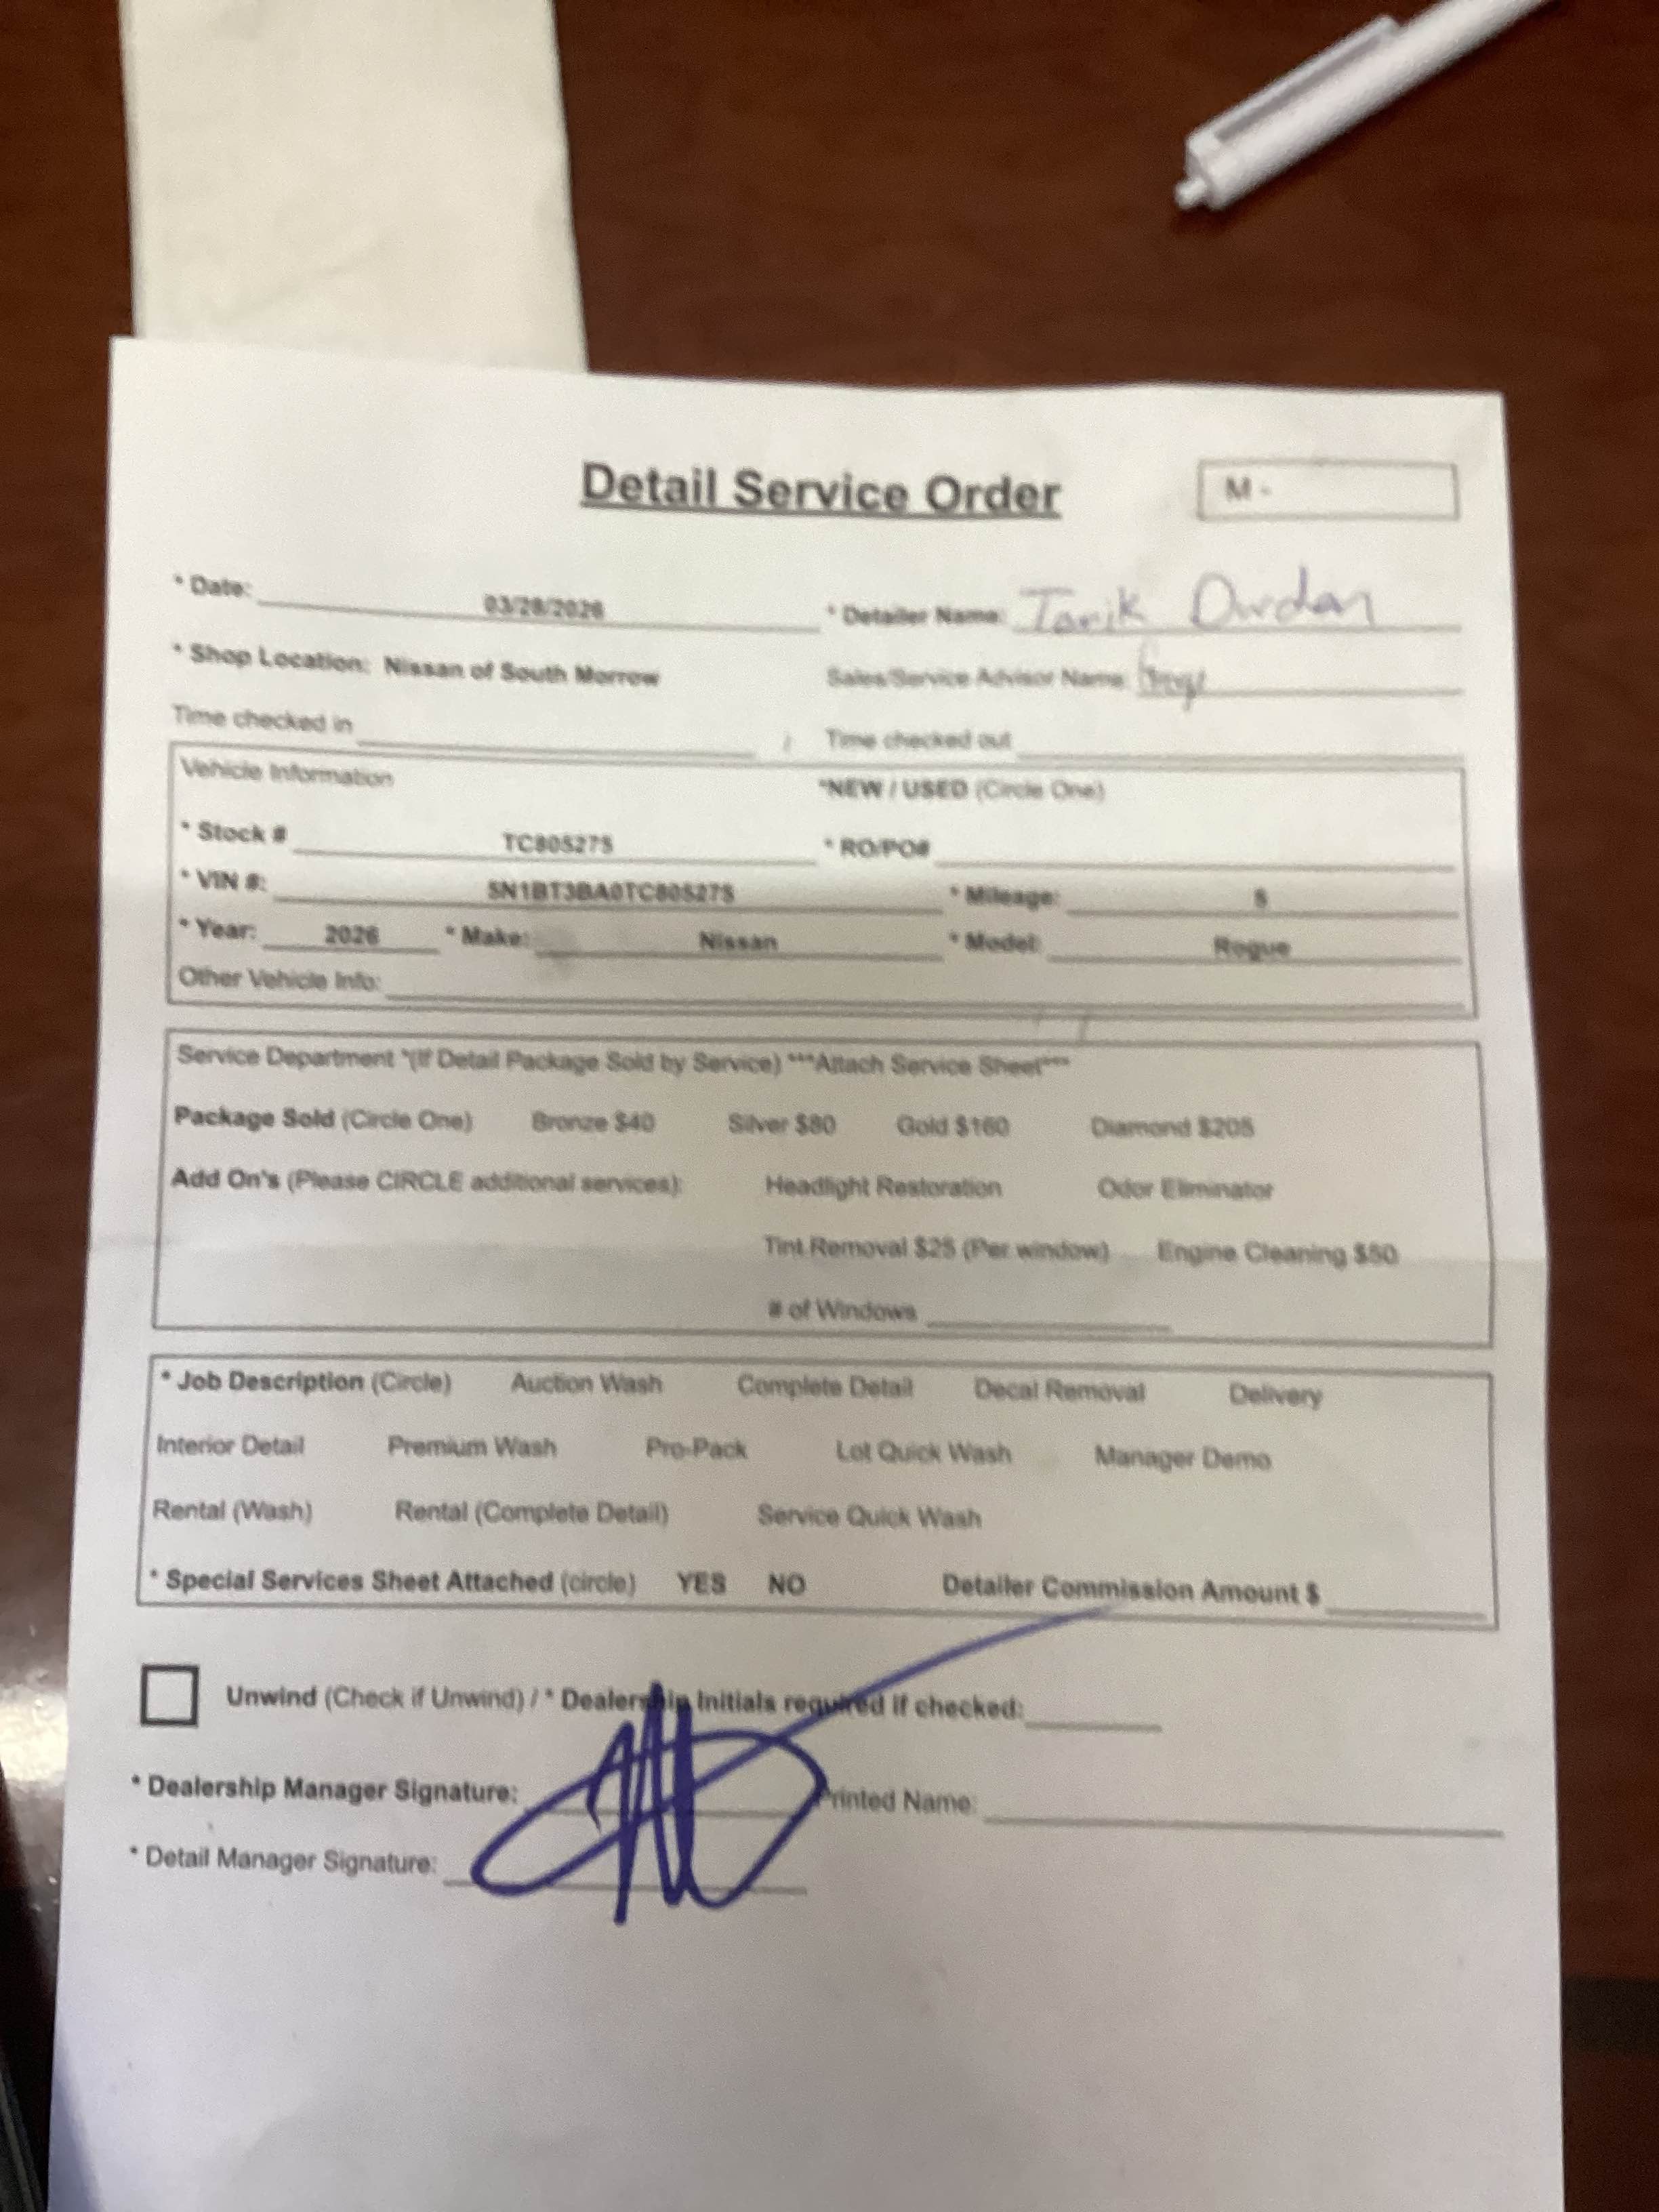 Detail Service Order
M -
* Date: 03/28/2026 * Detailer Name: Tarik Durdan
* Shop Location: Nissan of South Morrow Sales/Service Advisor Name:
Time checked in / Time checked out
Vehicle Information *NEW / USED (Circle One)
* Stock # TC805275 * RO/PO#
* VIN #: 5N1BT3BA0TC805275 * Mileage: 5
* Year: 2026 * Make: Nissan * Model: Rogue
Other Vehicle Info:
Service Department *(If Detail Package Sold by Service) ***Attach Service Sheet***
Package Sold (Circle One) Bronze $40 Silver $80 Gold $160 Diamond $205
Add On's (Please CIRCLE additional services): Headlight Restoration Odor Eliminator
Tint Removal $25 (Per window) Engine Cleaning $50
# of Windows
* Job Description (Circle) Auction Wash Complete Detail Decal Removal Delivery
Interior Detail Premium Wash Pro-Pack Lot Quick Wash Manager Demo
Rental (Wash) Rental (Complete Detail) Service Quick Wash
* Special Services Sheet Attached (circle) YES NO Detailer Commission Amount $
Unwind (Check if Unwind) / * Dealership Initials required if checked:
* Dealership Manager Signature: Printed Name:
* Detail Manager Signature: